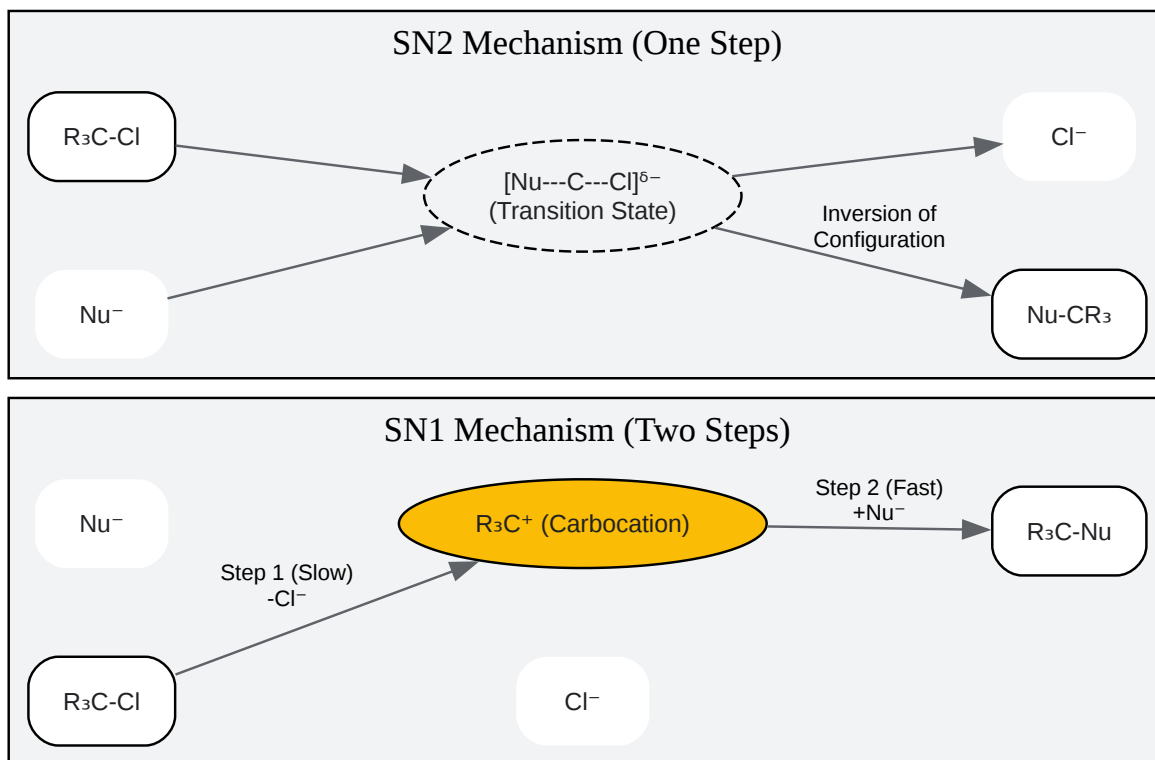 SN2 Mechanism (One Step)
R₃C-Cl
Cl⁻
[Nu---C---Cl]ᵟ⁻
(Transition State)
Inversion of
Configuration
Nu⁻
Nu-CR₃
SN1 Mechanism (Two Steps)
Nu⁻
R₃C⁺ (Carbocation)
Step 2 (Fast)
+Nu⁻
R₃C-Nu
Step 1 (Slow)
-Cl⁻
R₃C-Cl
Cl⁻